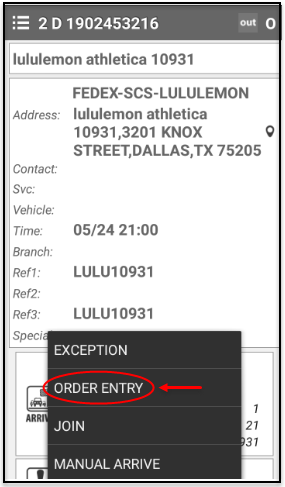 2 D 1902453216 out O
lululemon athletica 10931
FEDEX-SCS-LULULEMON
Address: lululemon athletica
10931,3201 KNOX
STREET,DALLAS,TX 75205
Contact:
Svc:
Vehicle:
Time: 05/24 21:00
Branch:
Ref1: LULU10931
Ref2:
Ref3: LULU10931
Specia
EXCEPTION
ORDER ENTRY
JOIN
MANUAL ARRIVE
ARRIV
1
21
931